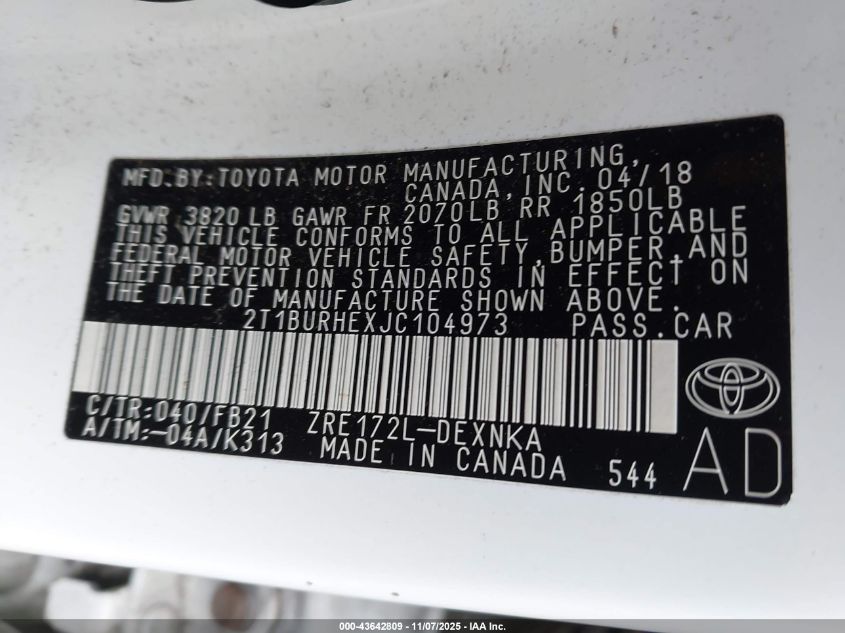 MFD.BY:TOYOTA MOTOR MANUFACTURING,
CANADA,INC.04/18
GVWR 3820 LB GAWR FR 2070LB RR 1850LB
THIS VEHICLE CONFORMS TO ALL APPLICABLE
FEDERAL MOTOR VEHICLE SAFETY,BUMPER,AND
THEFT PREVENTION STANDARDS IN EFFECT ON
THE DATE OF MANUFACTURE SHOWN ABOVE.
2T1BURHEXJC104973 PASS.CAR
C/TR:040/FB21 ZRE172L-DEXNKA
A/TM:-04A/K313 MADE IN CANADA 544 AD
000-43642809 - 11/07/2025 - IAA Inc.